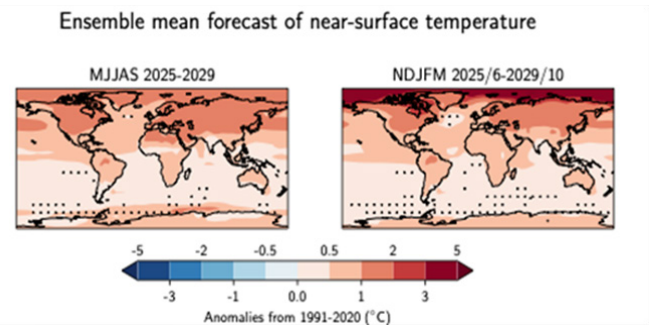 Ensemble mean forecast of near-surface temperature
MJJAS 2025-2029
NDJFM 2025/6-2029/10
-5 -2 -0.5 0.5 2 5
-3 -1 0.0 1 3
Anomalies from 1991-2020 (°C)